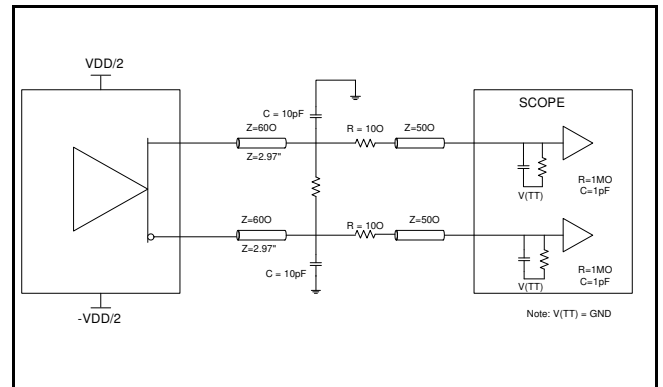 VDD/2
SCOPE
C = 10pF
Z=60O
R = 10O
Z=50O
Z=2.97"
R=1MO
C=1pF
V(TT)
Z=60O
R = 10O
Z=50O
Z=2.97"
C = 10pF
R=1MO
C=1pF
V(TT)
-VDD/2
Note: V(TT) = GND